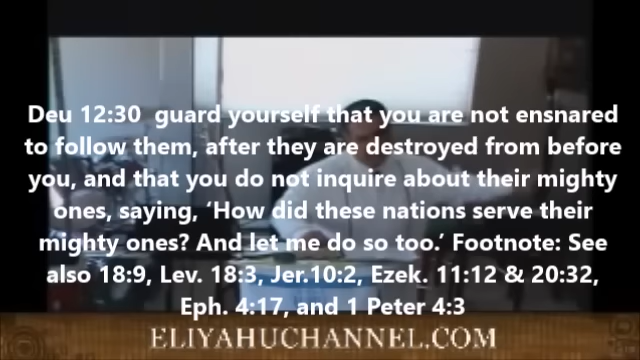 Deu 12:30  guard yourself that you are not ensnared
to follow them, after they are destroyed from before
you, and that you do not inquire about their mighty
ones, saying, ‘How did these nations serve their
mighty ones? And let me do so too.’ Footnote: See
also 18:9, Lev. 18:3, Jer.10:2, Ezek. 11:12 & 20:32,
Eph. 4:17, and 1 Peter 4:3
ELIYAHUCHANNEL.COM